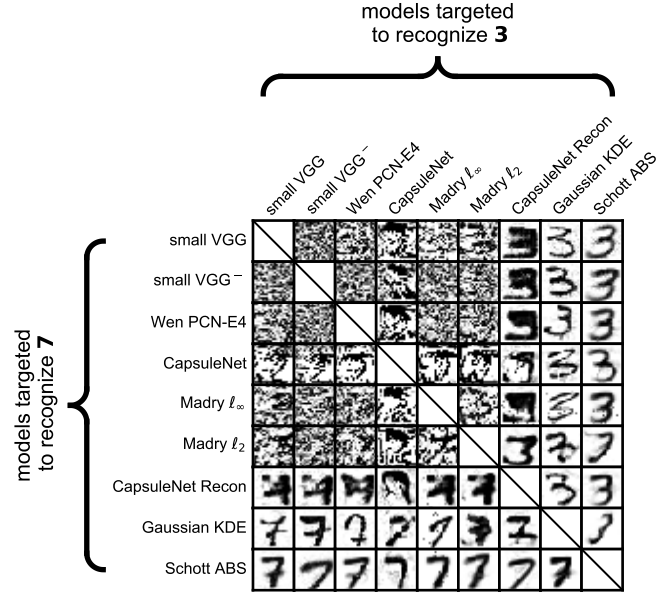 models targeted
to recognize 3
small VGG
small VGG⁻
Wen PCN-E4
CapsuleNet
Madry ℓ∞
Madry ℓ₂
CapsuleNet Recon
Gaussian KDE
Schott ABS
models targeted
to recognize 7
small VGG
small VGG⁻
Wen PCN-E4
CapsuleNet
Madry ℓ∞
Madry ℓ₂
CapsuleNet Recon
Gaussian KDE
Schott ABS